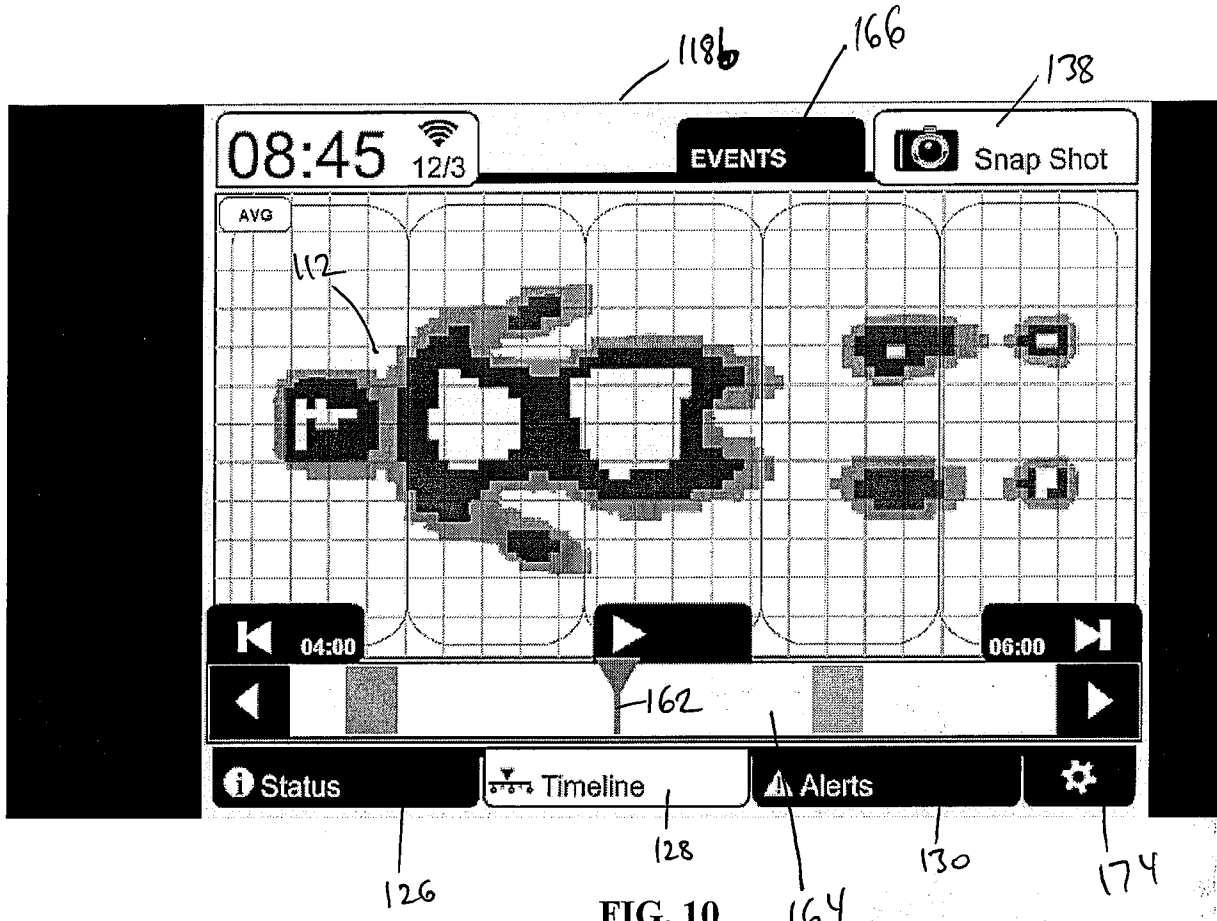 118b
166
138
08:45
12/3
EVENTS
Snap Shot
AVG
112
04:00
06:00
162
Status
Timeline
Alerts
126
128
164
130
174
FIG. 10